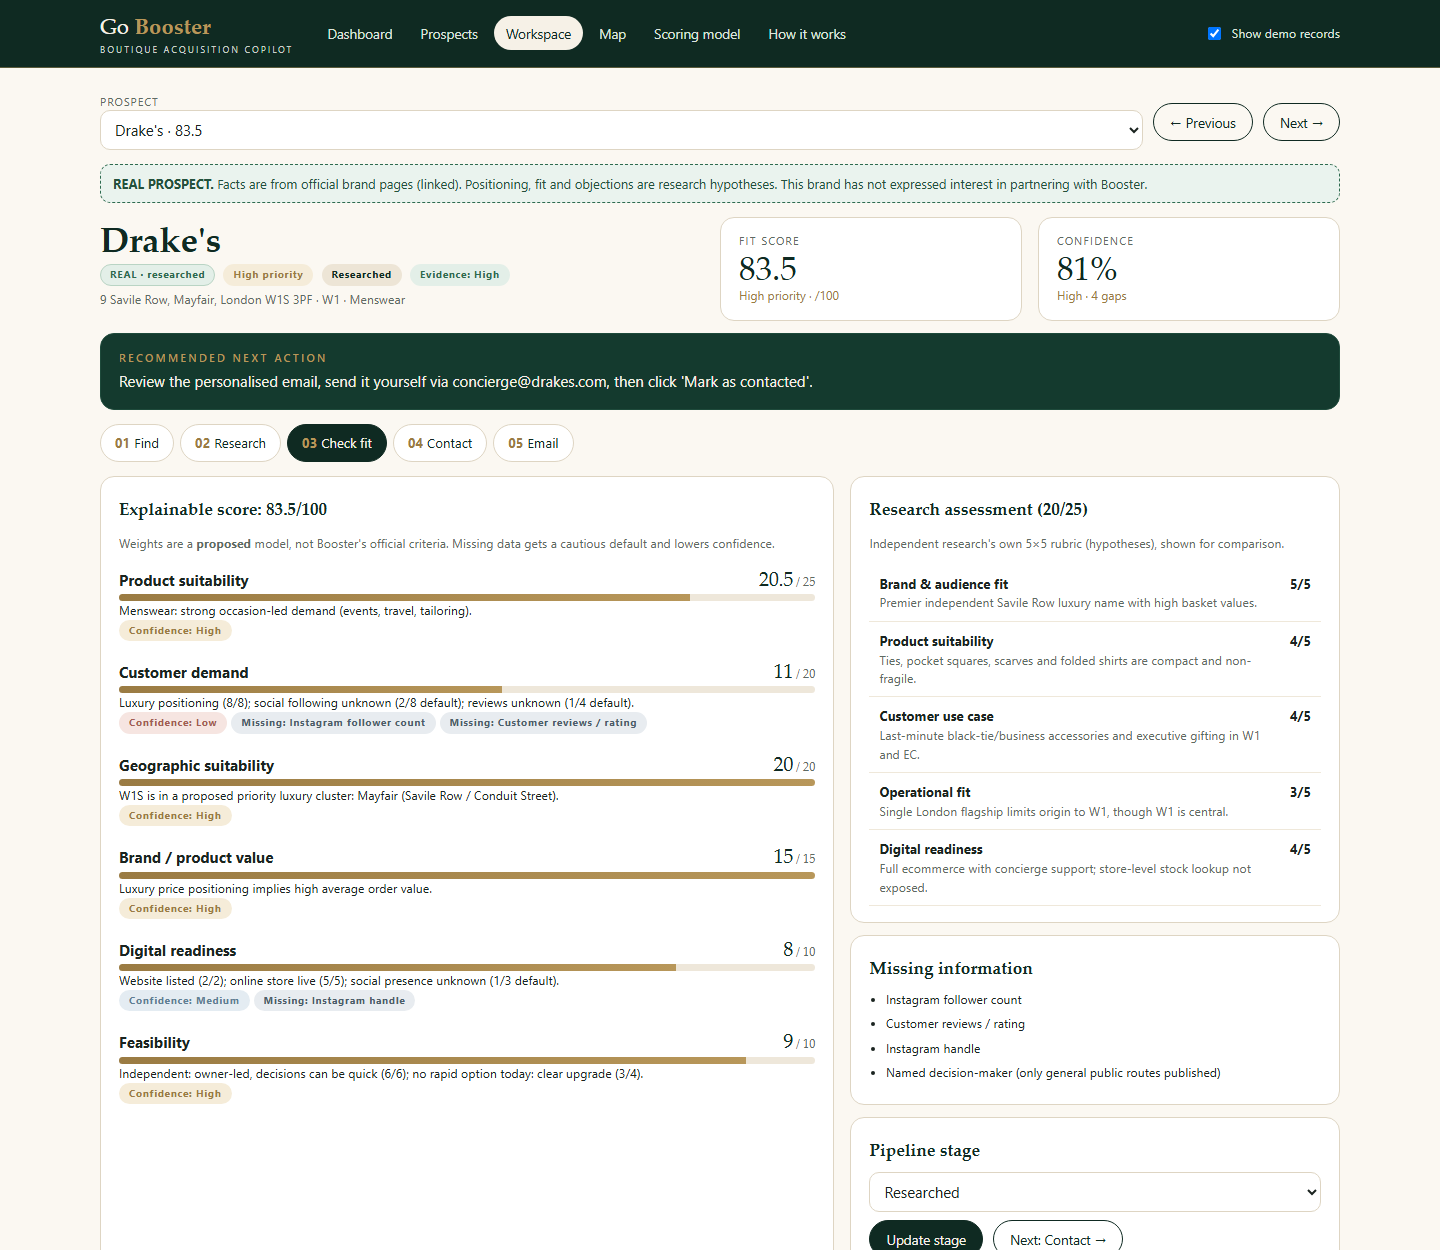 Go Booster
BOUTIQUE ACQUISITION COPILOT
Dashboard
Prospects
Workspace
Map
Scoring model
How it works
Show demo records
PROSPECT
Drake's · 83.5
← Previous
Next →
REAL PROSPECT. Facts are from official brand pages (linked). Positioning, fit and objections are research hypotheses. This brand has not expressed interest in partnering with Booster.
Drake's
REAL · researched
High priority
Researched
Evidence: High
9 Savile Row, Mayfair, London W1S 3PF · W1 · Menswear
FIT SCORE
83.5
High priority · /100
CONFIDENCE
81%
High · 4 gaps
RECOMMENDED NEXT ACTION
Review the personalised email, send it yourself via concierge@drakes.com, then click 'Mark as contacted'.
01 Find
02 Research
03 Check fit
04 Contact
05 Email
Explainable score: 83.5/100
Weights are a proposed model, not Booster's official criteria. Missing data gets a cautious default and lowers confidence.
Product suitability
20.5 / 25
Menswear: strong occasion-led demand (events, travel, tailoring).
Confidence: High
Customer demand
11 / 20
Luxury positioning (8/8); social following unknown (2/8 default); reviews unknown (1/4 default).
Confidence: Low
Missing: Instagram follower count
Missing: Customer reviews / rating
Geographic suitability
20 / 20
W1S is in a proposed priority luxury cluster: Mayfair (Savile Row / Conduit Street).
Confidence: High
Brand / product value
15 / 15
Luxury price positioning implies high average order value.
Confidence: High
Digital readiness
8 / 10
Website listed (2/2); online store live (5/5); social presence unknown (1/3 default).
Confidence: Medium
Missing: Instagram handle
Feasibility
9 / 10
Independent: owner-led, decisions can be quick (6/6); no rapid option today: clear upgrade (3/4).
Confidence: High
Research assessment (20/25)
Independent research's own 5×5 rubric (hypotheses), shown for comparison.
Brand & audience fit
5/5
Premier independent Savile Row luxury name with high basket values.
Product suitability
4/5
Ties, pocket squares, scarves and folded shirts are compact and non-
fragile.
Customer use case
4/5
Last-minute black-tie/business accessories and executive gifting in W1
and EC.
Operational fit
3/5
Single London flagship limits origin to W1, though W1 is central.
Digital readiness
4/5
Full ecommerce with concierge support; store-level stock lookup not
exposed.
Missing information
• Instagram follower count
• Customer reviews / rating
• Instagram handle
• Named decision-maker (only general public routes published)
Pipeline stage
Researched
Update stage
Next: Contact →